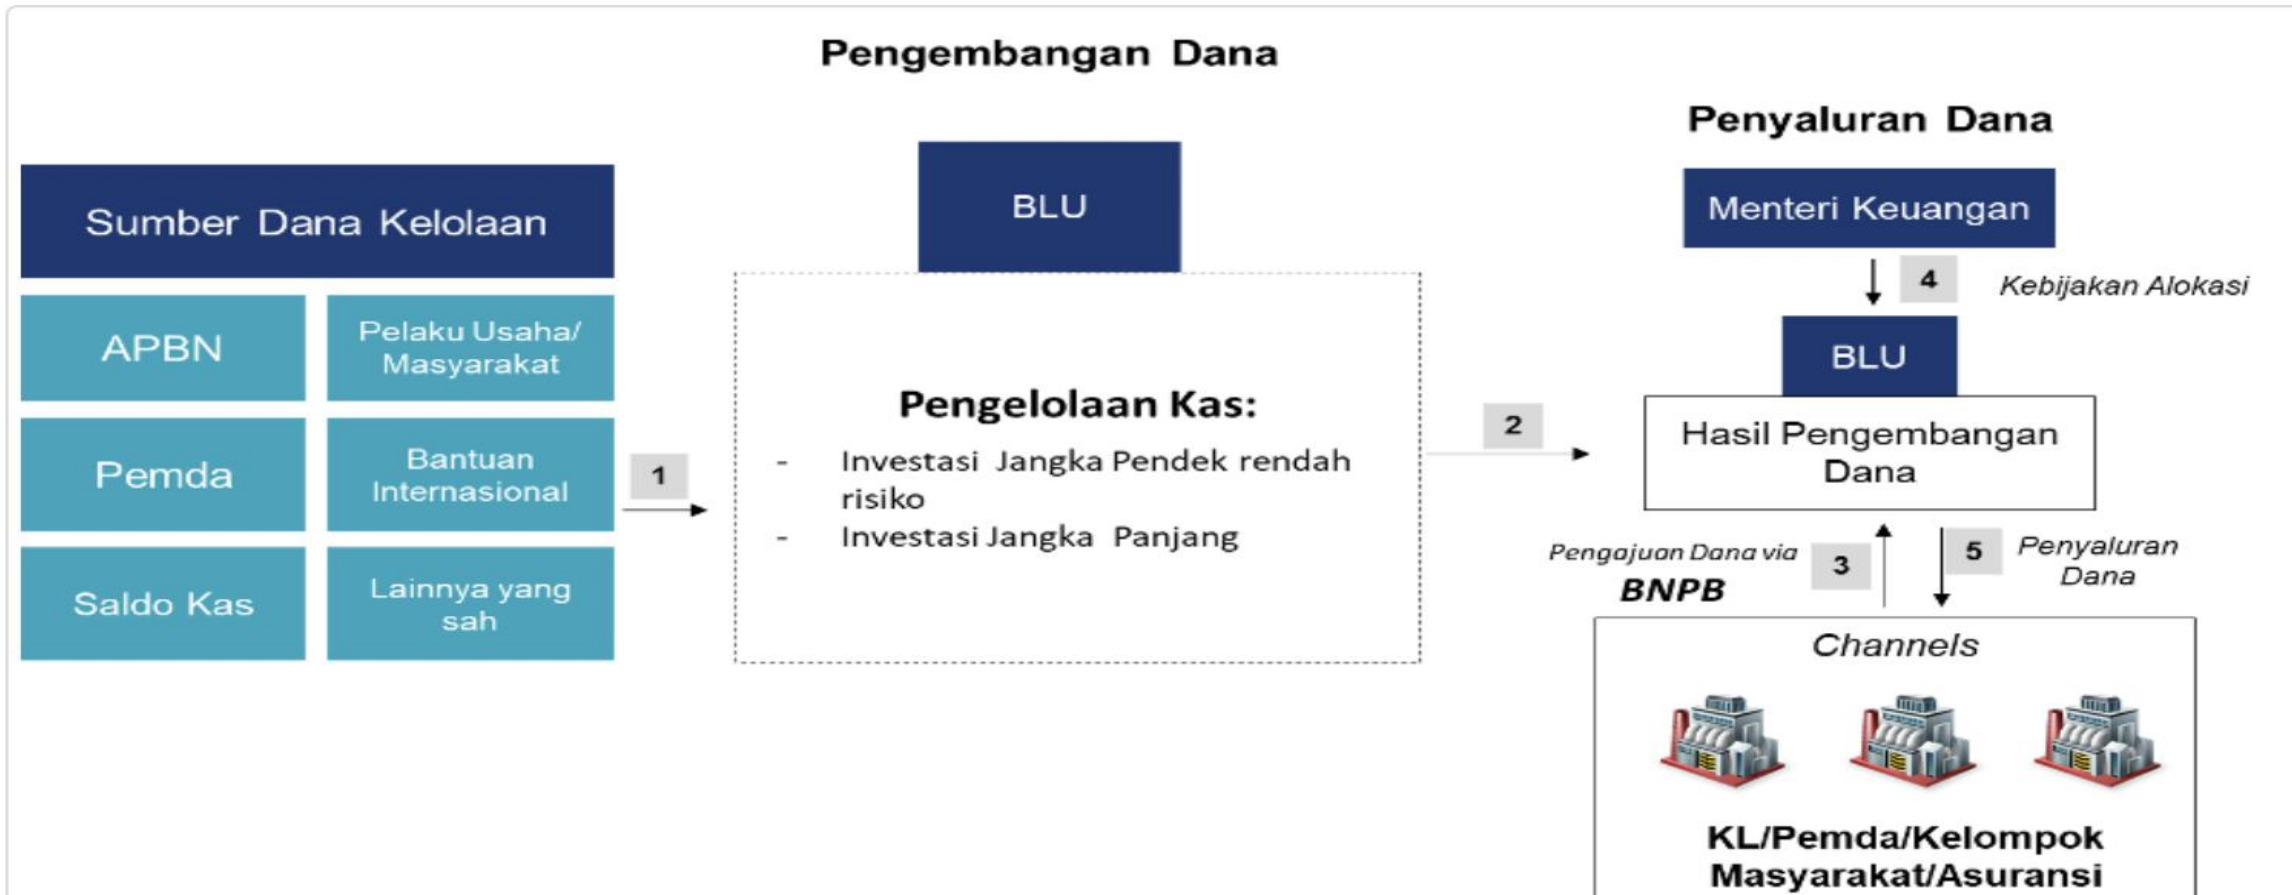 Pengembangan Dana
Penyaluran Dana
Sumber Dana Kelolaan
APBN
Pelaku Usaha/
Masyarakat
Pemda
Bantuan
Internasional
Saldo Kas
Lainnya yang
sah
1
BLU
Pengelolaan Kas:
- Investasi Jangka Pendek rendah
risiko
- Investasi Jangka Panjang
2
Menteri Keuangan
4
Kebijakan Alokasi
BLU
Hasil Pengembangan
Dana
Pengajuan Dana via
BNPB
3
5
Penyaluran
Dana
Channels
KL/Pemda/Kelompok
Masyarakat/Asuransi